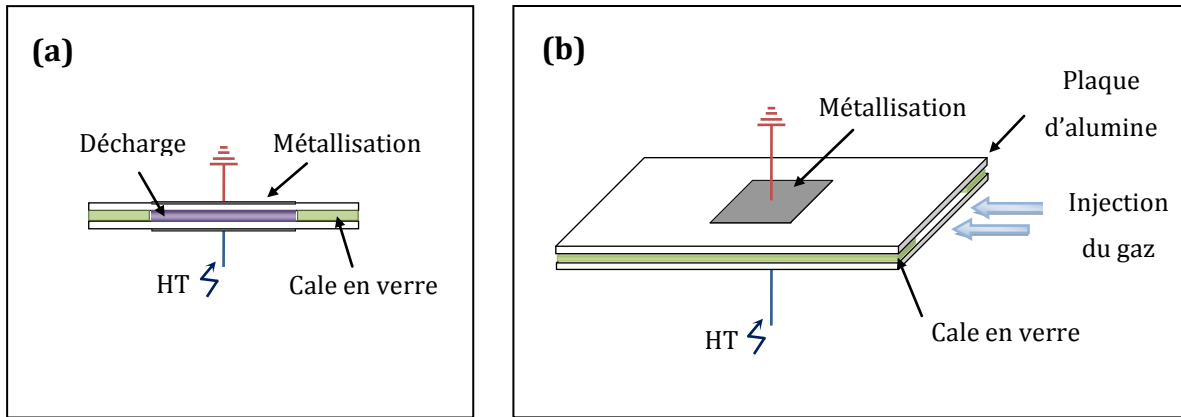 (a)
Décharge
Métallisation
HT
Cale en verre
(b)
Plaque
d'alumine
Métallisation
Injection
du gaz
Cale en verre
HT